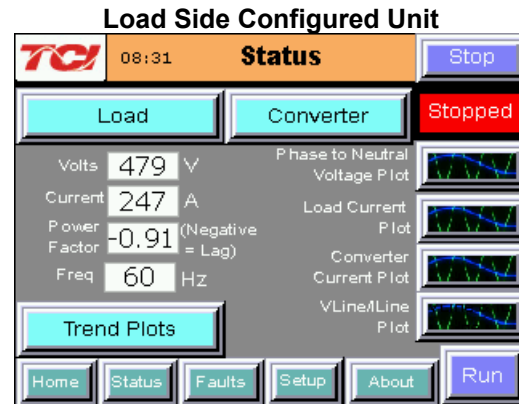 Load Side Configured Unit
TCI 08:31 Status Stop
Load Converter Stopped
Volts 479 V
Phase to Neutral
Voltage Plot
Current 247 A
Load Current
Plot
Power
Factor -0.91 (Negative
= Lag)
Converter
Current Plot
Freq 60 Hz
VLine/ILine
Plot
Trend Plots
Home Status Faults Setup About Run